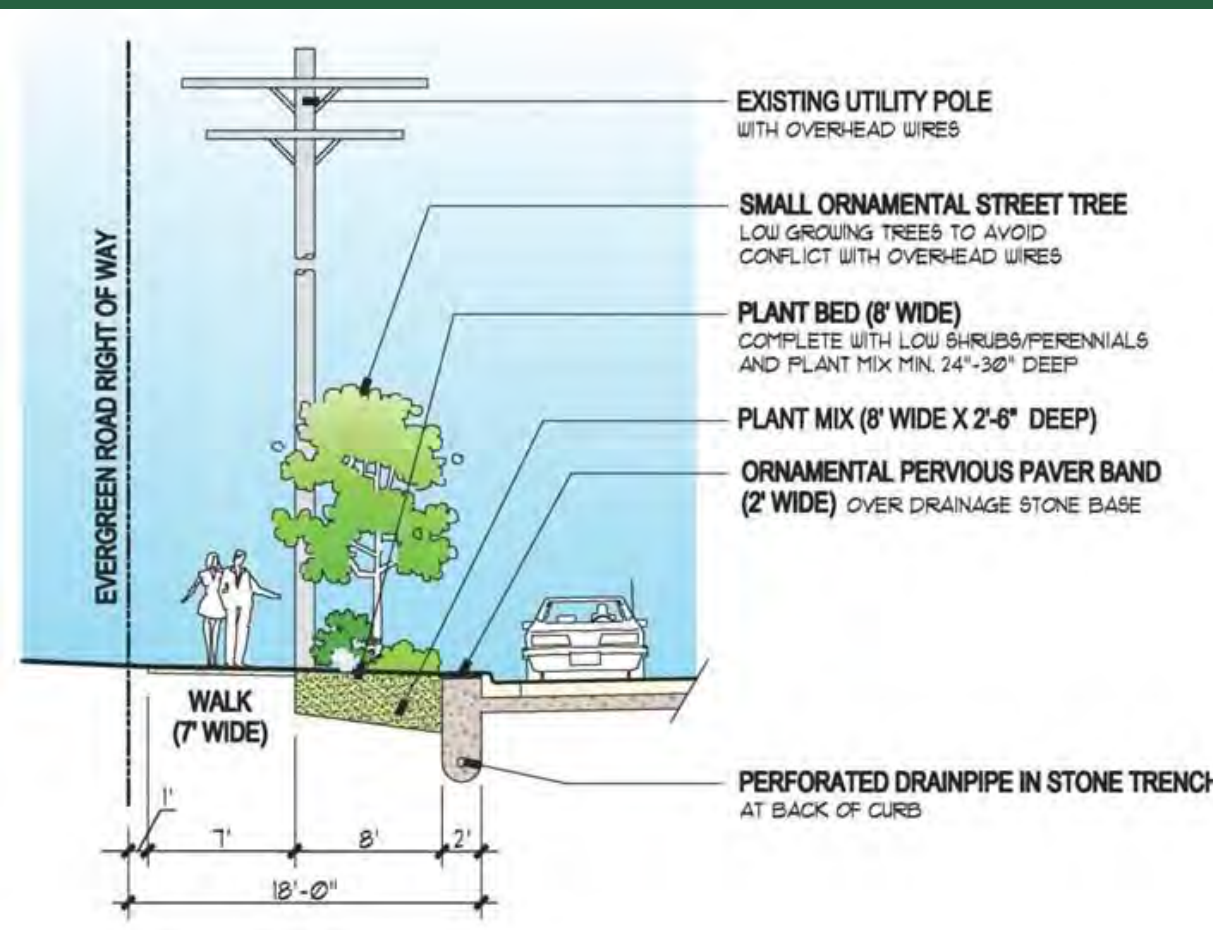 EXISTING UTILITY POLE
WITH OVERHEAD WIRES
SMALL ORNAMENTAL STREET TREE
LOW GROWING TREES TO AVOID
CONFLICT WITH OVERHEAD WIRES
PLANT BED (8' WIDE)
COMPLETE WITH LOW SHRUBS/PERENNIALS
AND PLANT MIX MIN. 24"-30" DEEP
PLANT MIX (8' WIDE X 2'-6" DEEP)
ORNAMENTAL PERVIOUS PAVER BAND
(2' WIDE) OVER DRAINAGE STONE BASE
EVERGREEN ROAD RIGHT OF WAY
WALK
(7' WIDE)
PERFORATED DRAINPIPE IN STONE TRENCH
AT BACK OF CURB
1'
7'
8'
2'
18'-0"